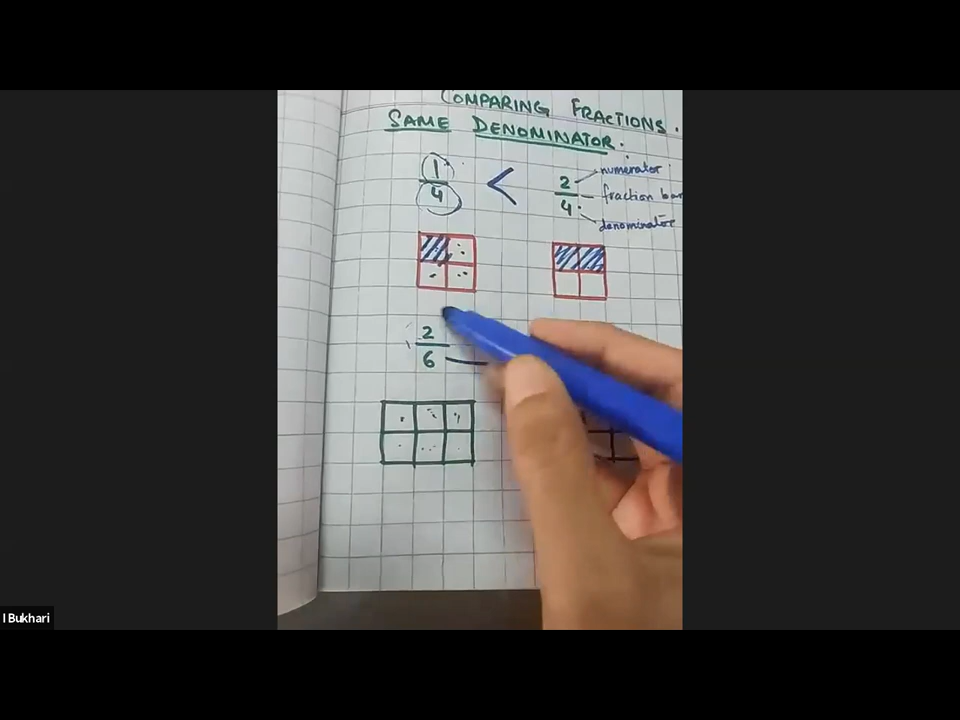 COMPARING FRACTIONS.
SAME DENOMINATOR.
1/4 < 2/4
numerator
fraction bar
denominator
2/6
I Bukhari